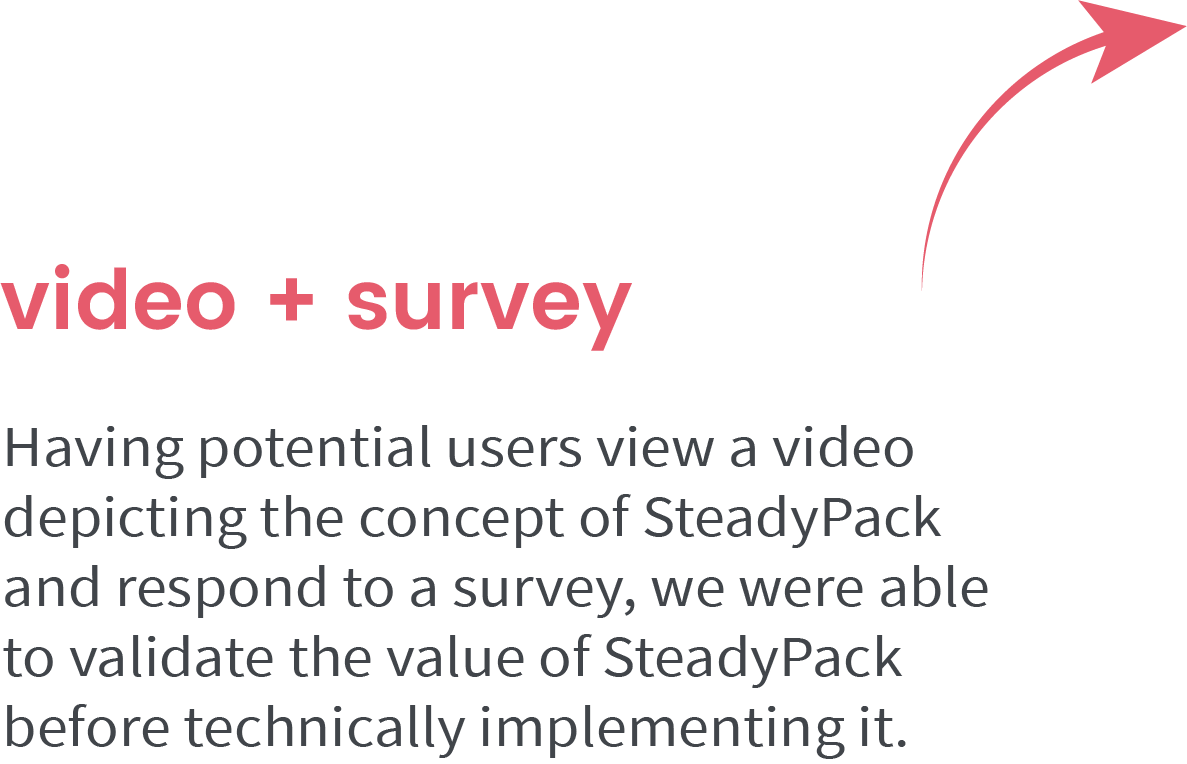 video + survey
Having potential users view a video
depicting the concept of SteadyPack
and respond to a survey, we were able
to validate the value of SteadyPack
before technically implementing it.